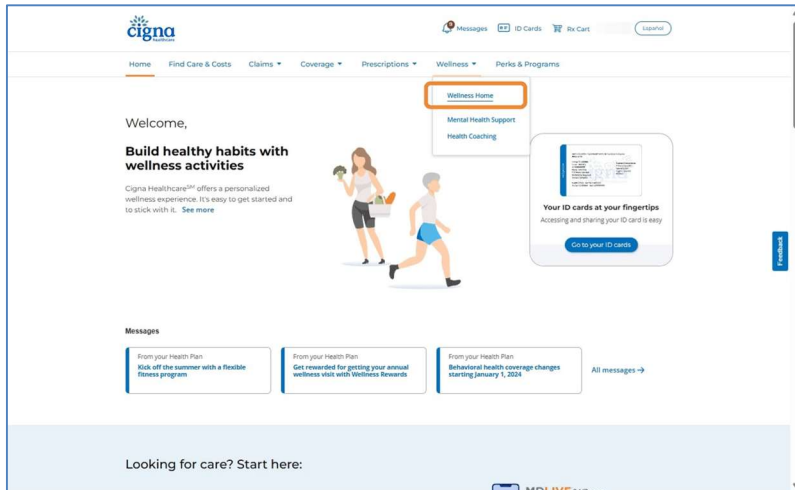 cigna
healthcare
Messages
ID Cards
Rx Cart
Español
Home
Find Care & Costs
Claims
Coverage
Prescriptions
Wellness
Perks & Programs
Wellness Home
Mental Health Support
Health Coaching
Welcome,
Build healthy habits with
wellness activities
Cigna Healthcare℠ offers a personalized
wellness experience. It's easy to get started and
to stick with it. See more
Your ID cards at your fingertips
Accessing and sharing your ID card is easy
Go to your ID cards
Feedback
Messages
From your Health Plan
Kick off the summer with a flexible
fitness program
From your Health Plan
Get rewarded for getting your annual
wellness visit with Wellness Rewards
From your Health Plan
Behavioral health coverage changes
starting January 1, 2024
All messages →
Looking for care? Start here:
MDLIVE